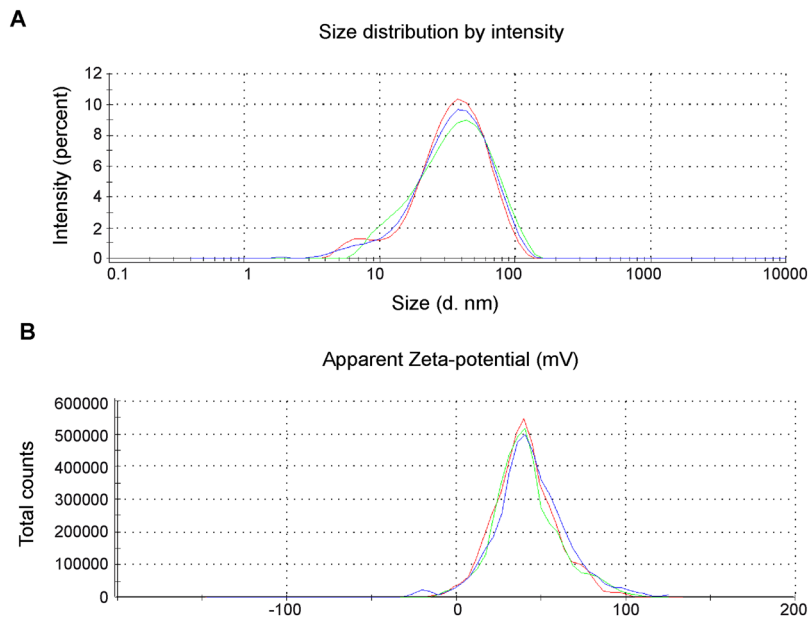 A
Size distribution by intensity
12
10
8
6
4
2
0
Intensity (percent)
0.1 1 10 100 1000 10000
Size (d. nm)
B
Apparent Zeta-potential (mV)
600000
500000
400000
300000
200000
100000
0
Total counts
-100 0 100 200